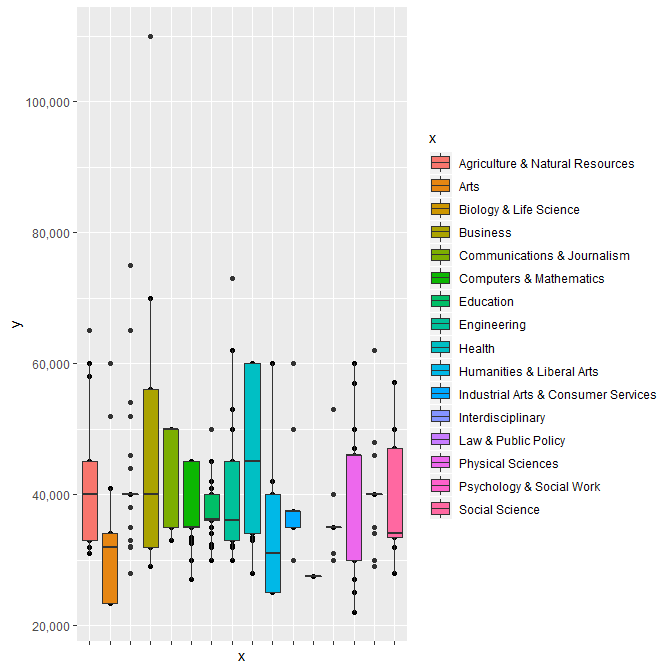 100,000
80,000
60,000
40,000
20,000
y
x
x
Agriculture & Natural Resources
Arts
Biology & Life Science
Business
Communications & Journalism
Computers & Mathematics
Education
Engineering
Health
Humanities & Liberal Arts
Industrial Arts & Consumer Services
Interdisciplinary
Law & Public Policy
Physical Sciences
Psychology & Social Work
Social Science